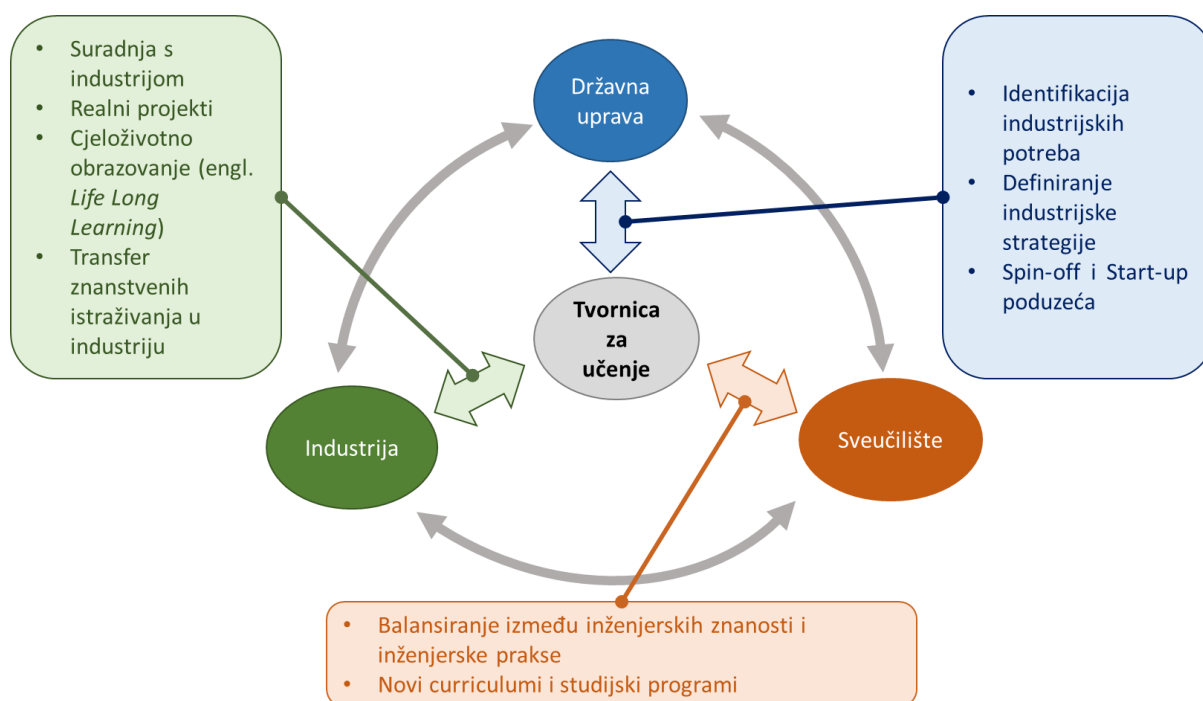 • Suradnja s
industrijom
• Realni projekti
• Cjeloživotno
obrazovanje (engl.
Life Long
Learning)
• Transfer
znanstvenih
istraživanja u
industriju
Državna
uprava
• Identifikacija
industrijskih
potreba
• Definiranje
industrijske
strategije
• Spin-off i Start-up
poduzeća
Tvornica
za
učenje
Industrija
Sveučilište
• Balansiranje između inženjerskih znanosti i
inženjerske prakse
• Novi curriculumi i studijski programi